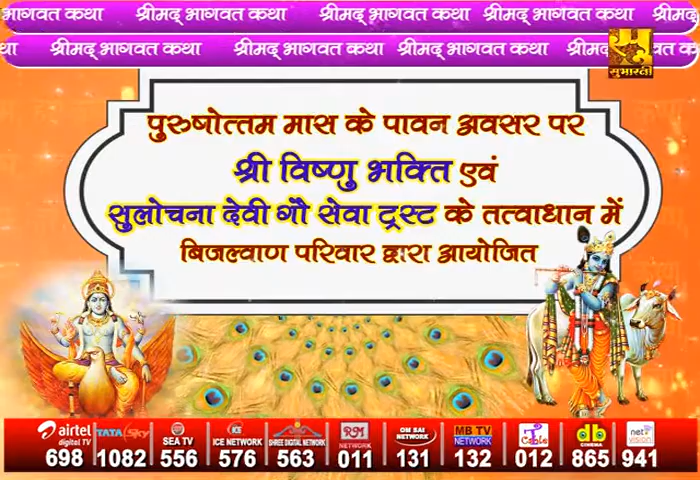 भागवत कथा श्रीमद् भागवत कथा श्रीमद् भागवत कथा श्रीमद् भागवत कथा श्रीमद्
कथा श्रीमद् भागवत कथा श्रीमद् भागवत कथा श्रीमद् भागवत कथा
सुभारती
पुरुषोत्तम मास के पावन अवसर पर
श्री विष्णु भक्ति एवं
सुलोचना देवी गौ सेवा ट्रस्ट के तत्वाधान में
बिजल्वाण परिवार द्वारा आयोजित
airtel digital TV TATA Sky SEA TV ICE NETWORK SHREE DIGITAL NETWORK RM NETWORK OM SAI NETWORK MB TV NETWORK Cable CINEMA net vision
698 1082 556 576 563 011 131 132 012 865 941